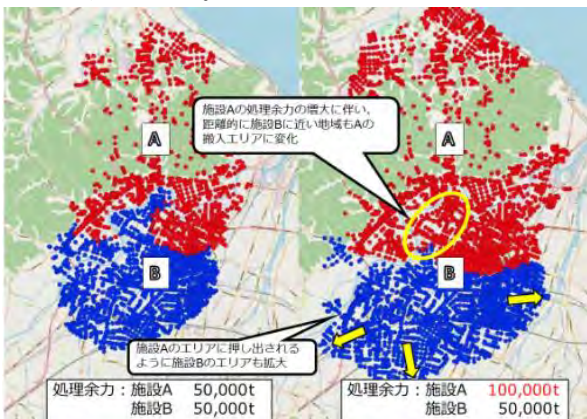 施設Aの処理余力の増大に伴い、
距離的に施設Bに近い地域もAの
搬入エリアに変化
A
A
B
B
施設Aのエリアに押し出される
ように施設Bのエリアも拡大
処理余力：施設A 50,000t
施設B 50,000t
処理余力：施設A 100,000t
施設B 50,000t